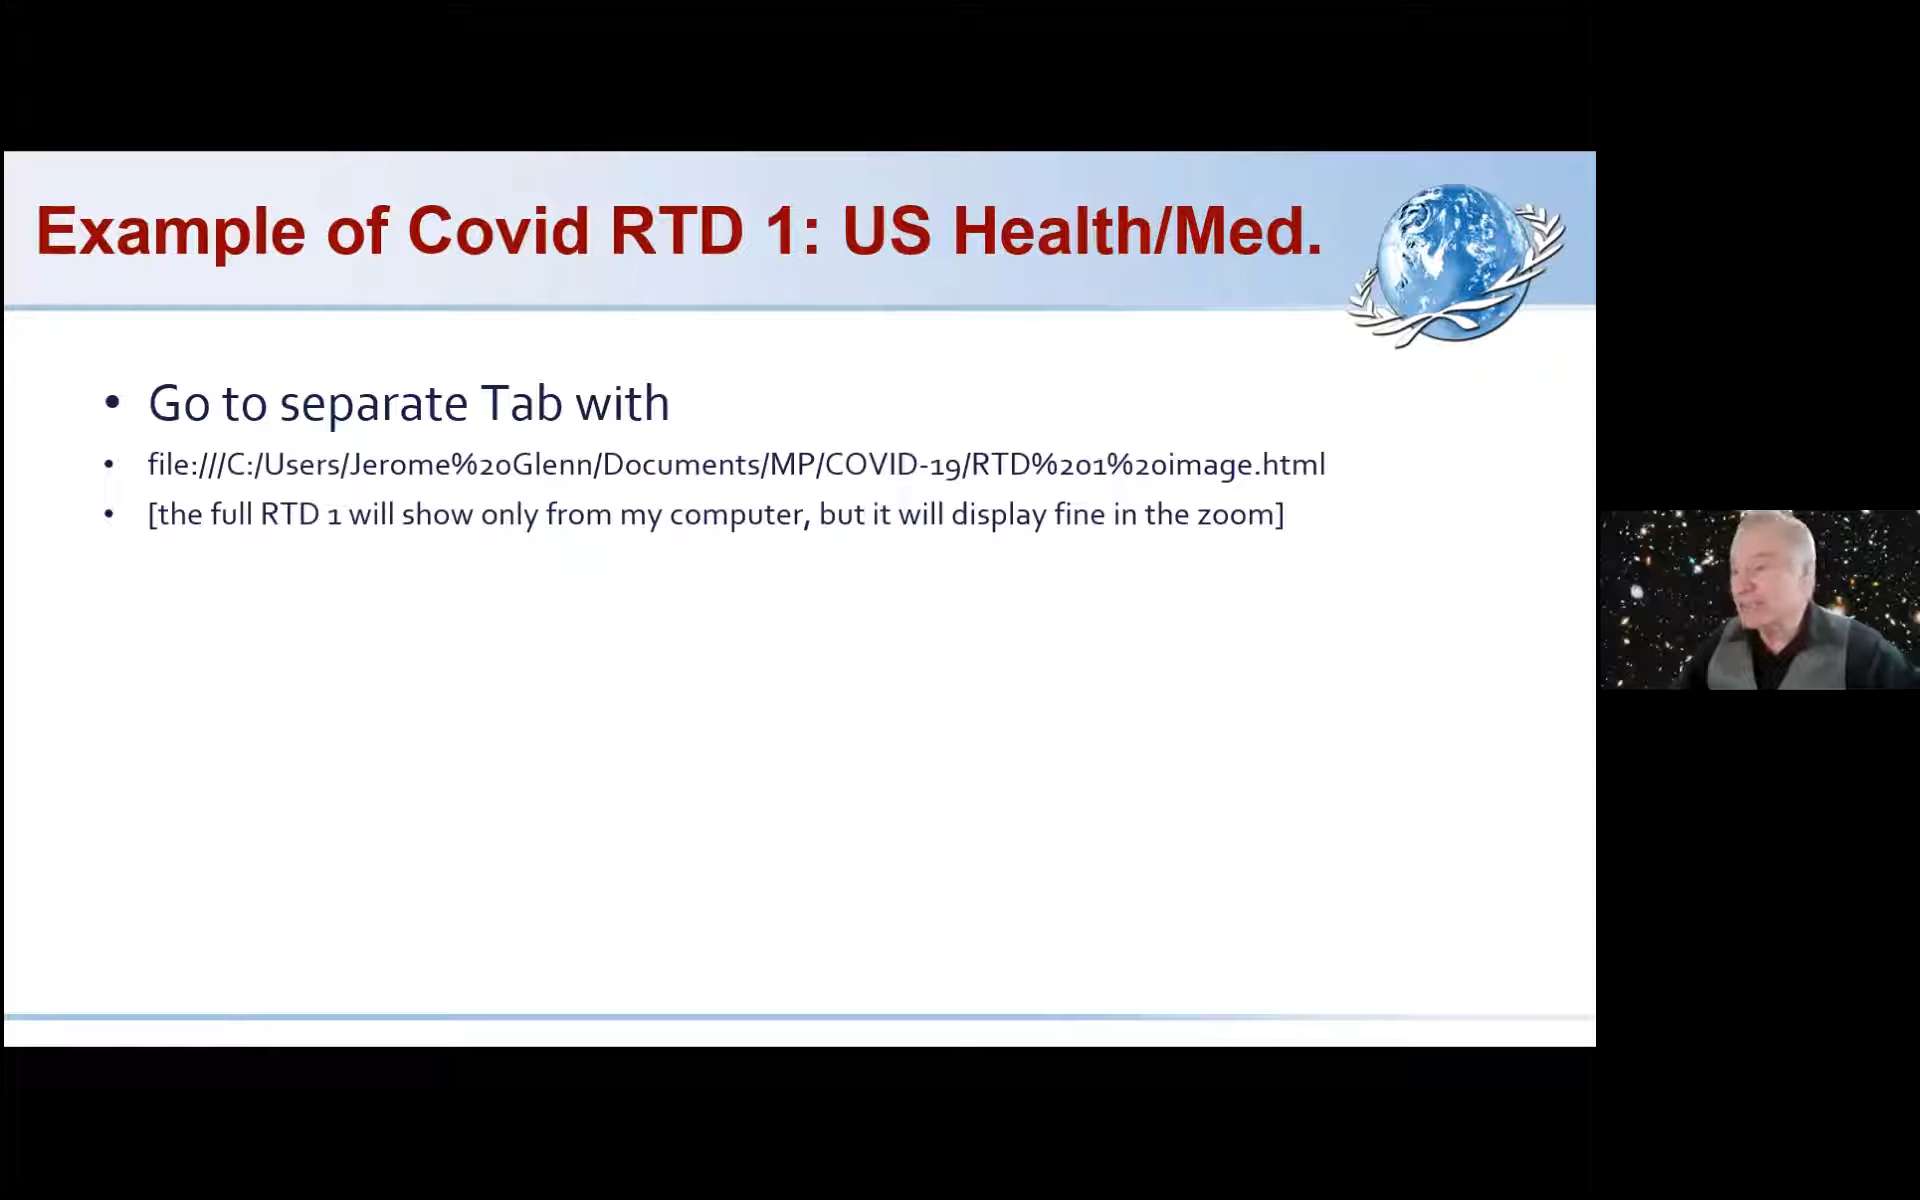 Example of Covid RTD 1: US Health/Med.
• Go to separate Tab with
• file:///C:/Users/Jerome%20Glenn/Documents/MP/COVID-19/RTD%201%20image.html
• [the full RTD 1 will show only from my computer, but it will display fine in the zoom]